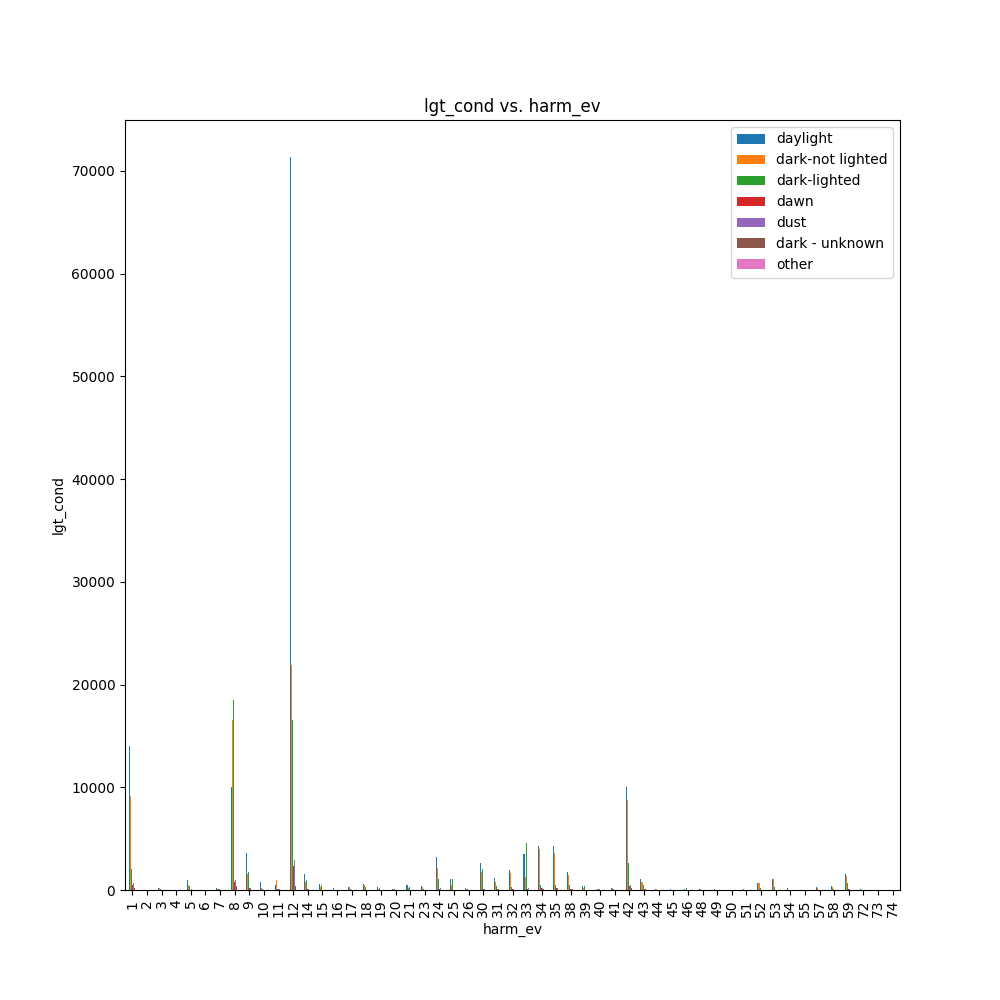 lgt_cond vs. harm_ev
daylight
dark-not lighted
dark-lighted
dawn
dust
dark - unknown
other
70000
60000
50000
40000
30000
20000
10000
0
lgt_cond
1 2 3 4 5 6 7 8 9 10 11 12 14 15 16 17 18 19 20 21 23 24 25 26 30 31 32 33 34 35 38 39 40 41 42 43 44 45 46 48 49 50 51 52 53 54 55 57 58 59 72 73 74
harm_ev